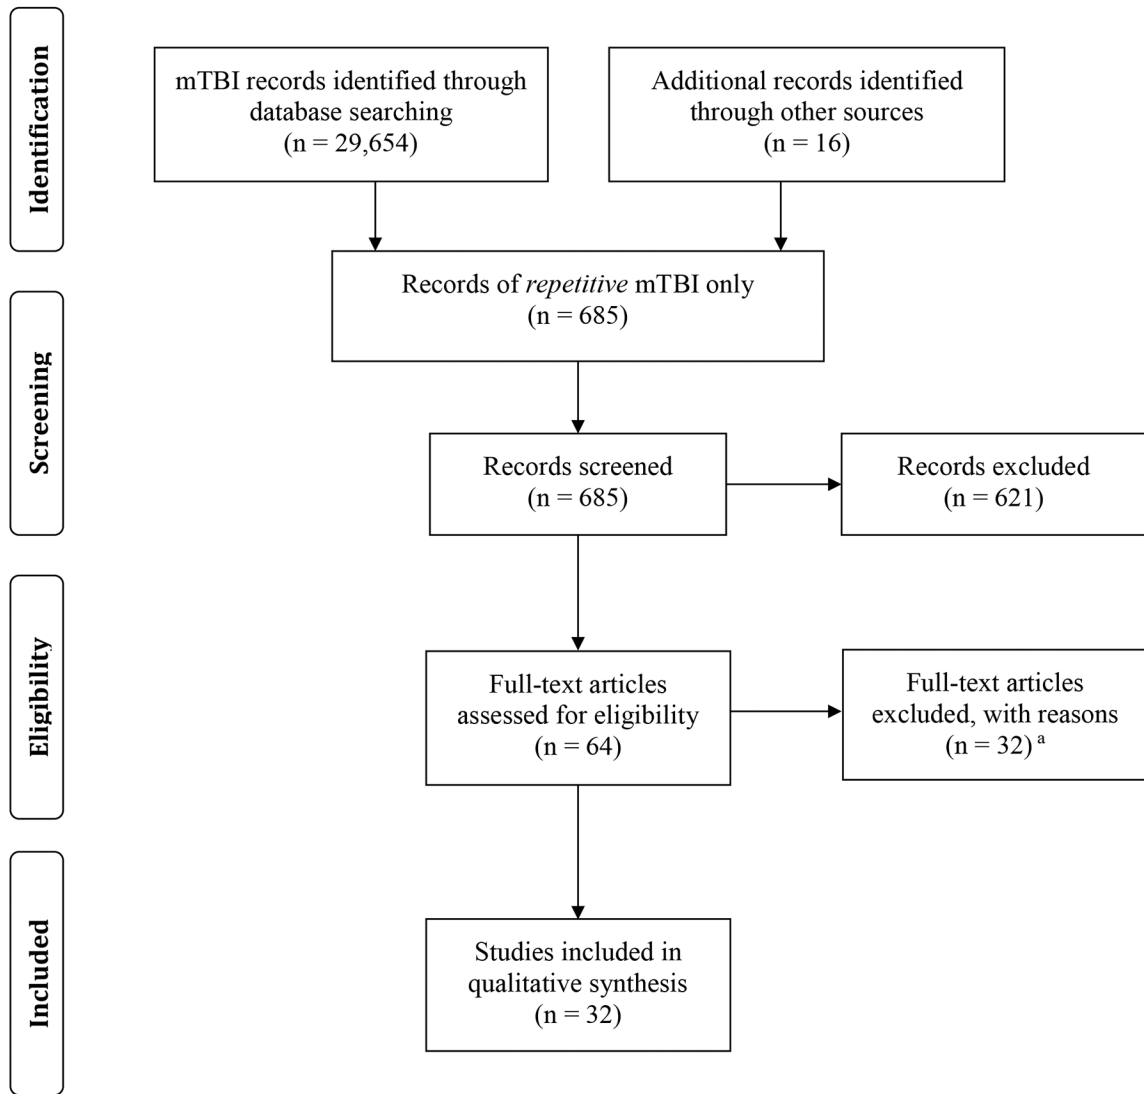 Identification
mTBI records identified through
database searching
(n = 29,654)
Additional records identified
through other sources
(n = 16)
Records of repetitive mTBI only
(n = 685)
Screening
Records screened
(n = 685)
Records excluded
(n = 621)
Eligibility
Full-text articles
assessed for eligibility
(n = 64)
Full-text articles
excluded, with reasons
(n = 32) a
Included
Studies included in
qualitative synthesis
(n = 32)